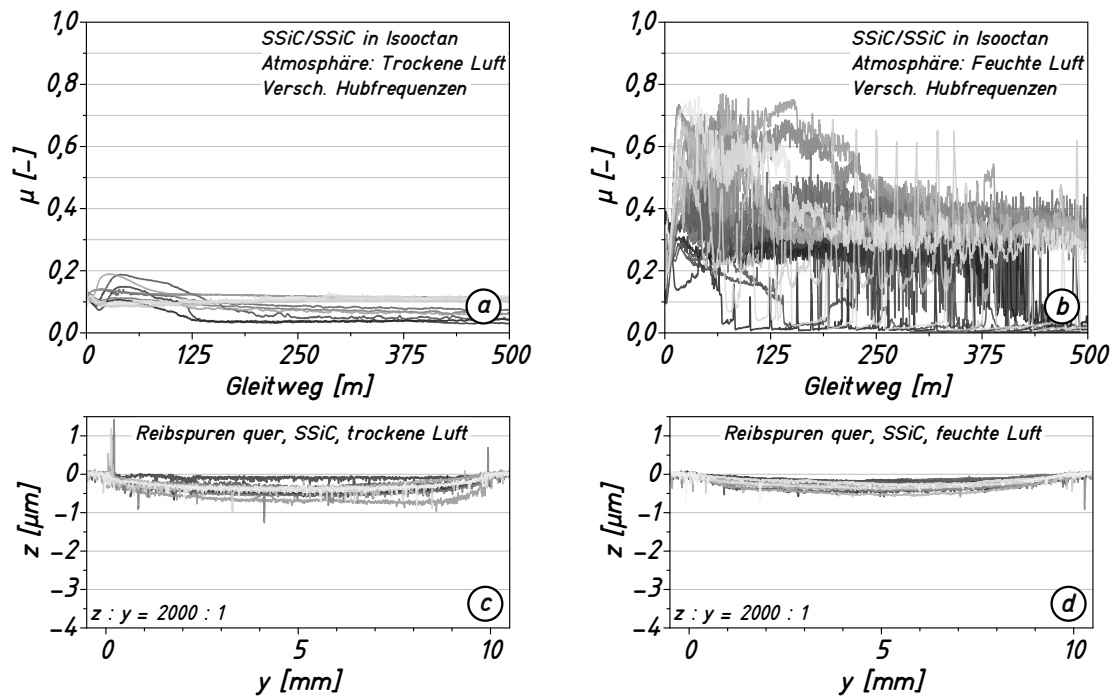 1,0
SSiC/SSiC in Isooctan
Atmosphäre: Trockene Luft
Versch. Hubfrequenzen
0,8
0,6
0,4
0,2
0,0
µ [-]
a
0 125 250 375 500
Gleitweg [m]
1,0
SSiC/SSiC in Isooctan
Atmosphäre: Feuchte Luft
Versch. Hubfrequenzen
0,8
0,6
0,4
0,2
0,0
µ [-]
b
0 125 250 375 500
Gleitweg [m]
Reibspuren quer, SSiC, trockene Luft
1
0
-1
-2
-3
-4
z [µm]
z : y = 2000 : 1
c
0 5 10
y [mm]
Reibspuren quer, SSiC, feuchte Luft
1
0
-1
-2
-3
-4
z [µm]
z : y = 2000 : 1
d
0 5 10
y [mm]